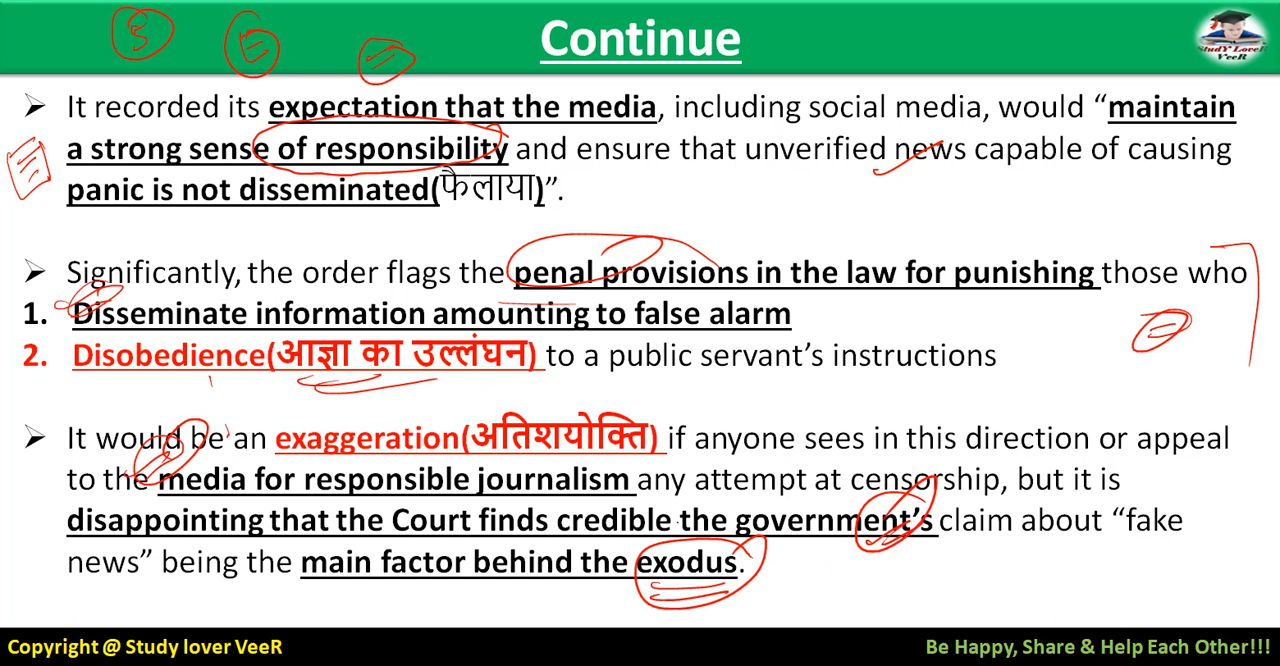 Continue
StudY LoveR
VeeR
➢ It recorded its expectation that the media, including social media, would “maintain
a strong sense of responsibility and ensure that unverified news capable of causing
panic is not disseminated(फैलाया)”.
➢ Significantly, the order flags the penal provisions in the law for punishing those who
1. Disseminate information amounting to false alarm
2. Disobedience(आज्ञा का उल्लंघन) to a public servant’s instructions
➢ It would be an exaggeration(अतिशयोक्ति) if anyone sees in this direction or appeal
to the media for responsible journalism any attempt at censorship, but it is
disappointing that the Court finds credible the government’s claim about “fake
news” being the main factor behind the exodus.
Copyright @ Study lover VeeR
Be Happy, Share & Help Each Other!!!